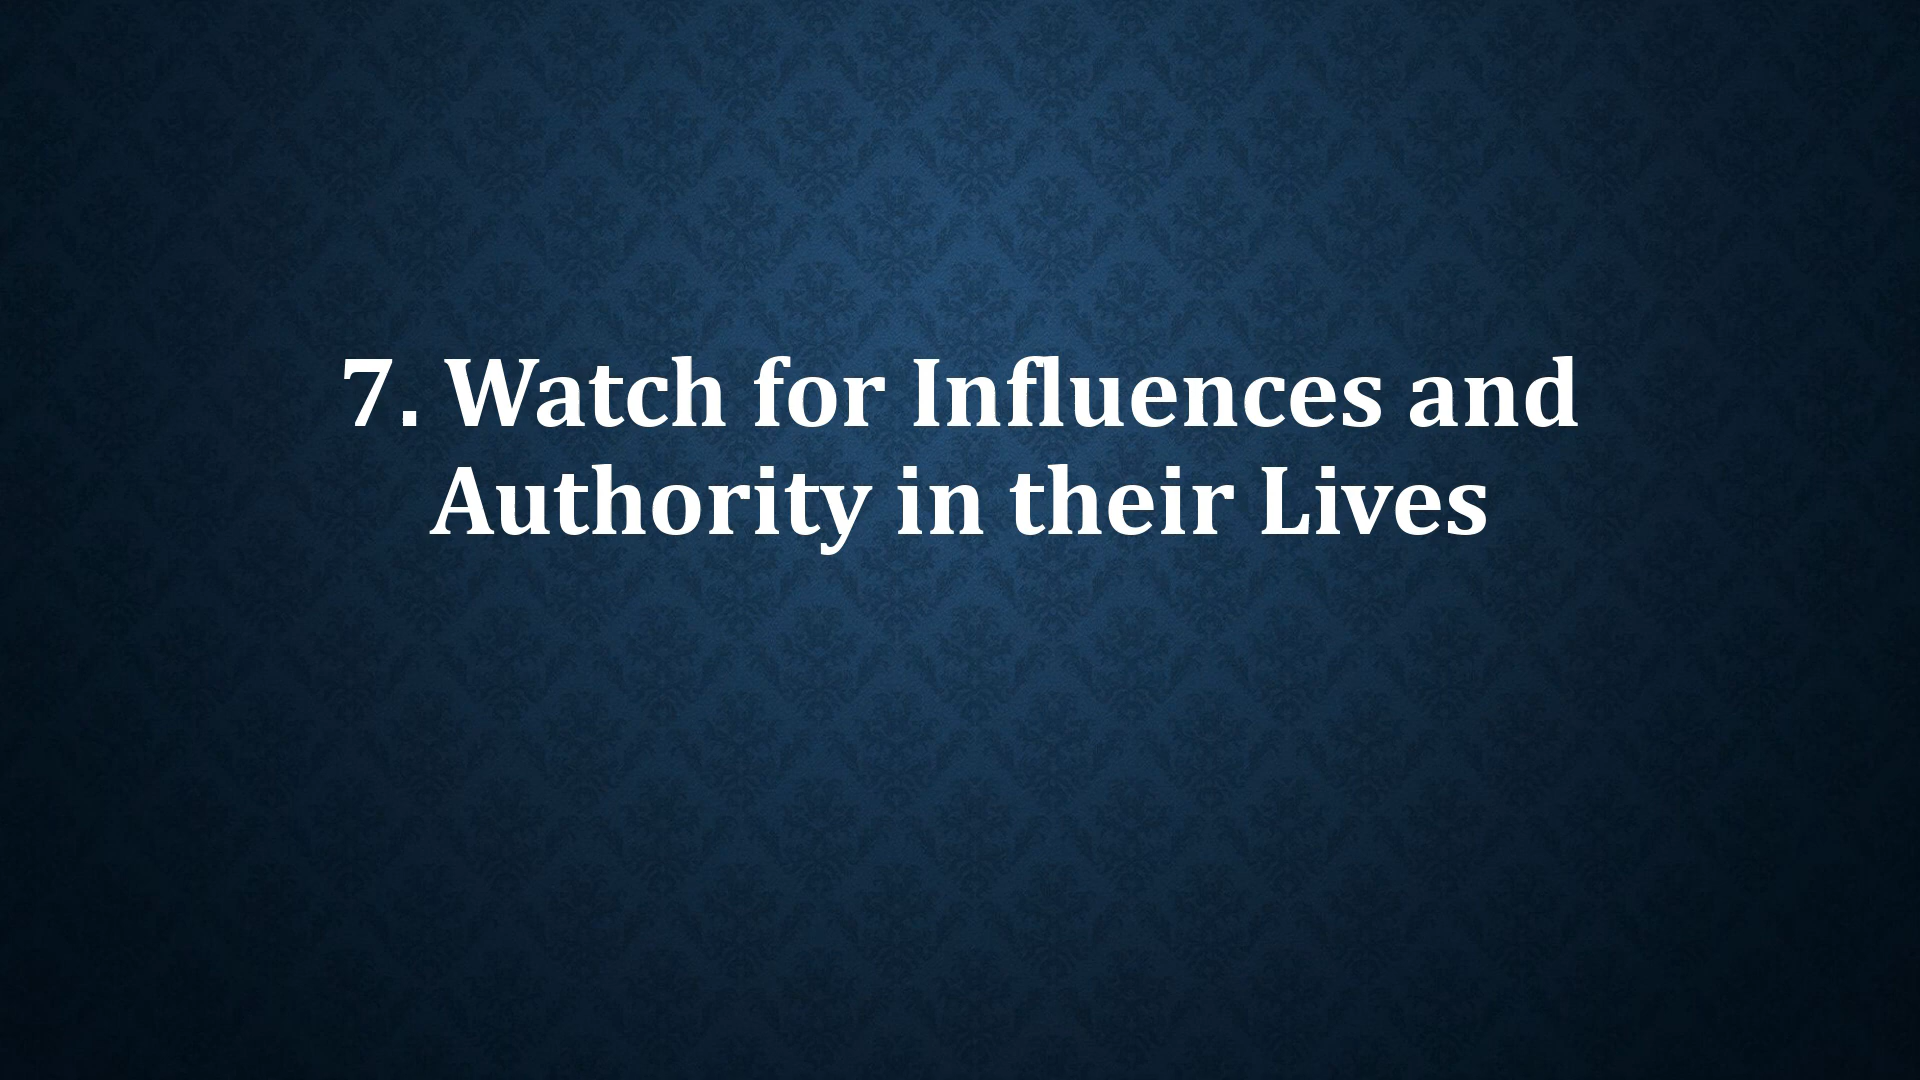 7. Watch for Influences and
Authority in their Lives